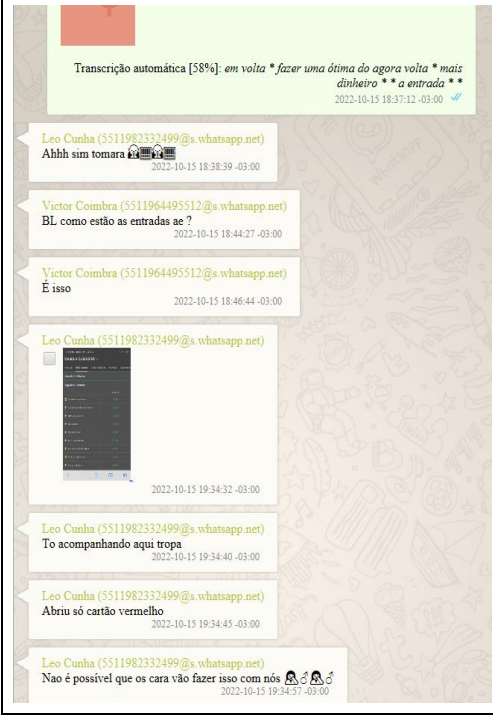 Transcrição automática [58%]: em volta * fazer uma ótima do agora volta * mais
dinheiro * * a entrada * *
2022-10-15 18:37:12 -03:00
Leo Cunha (5511982332499@s.whatsapp.net)
Ahhh sim tomara
2022-10-15 18:38:39 -03:00
Victor Coimbra (5511964495512@s.whatsapp.net)
BL como estão as entradas ae ?
2022-10-15 18:44:27 -03:00
Victor Coimbra (5511964495512@s.whatsapp.net)
É isso
2022-10-15 18:46:44 -03:00
Leo Cunha (5511982332499@s.whatsapp.net)
2022-10-15 19:34:32 -03:00
Leo Cunha (5511982332499@s.whatsapp.net)
To acompanhando aqui tropa
2022-10-15 19:34:40 -03:00
Leo Cunha (5511982332499@s.whatsapp.net)
Abriu só cartão vermelho
2022-10-15 19:34:45 -03:00
Leo Cunha (5511982332499@s.whatsapp.net)
Nao é possível que os cara vão fazer isso com nós
2022-10-15 19:34:57 -03:00